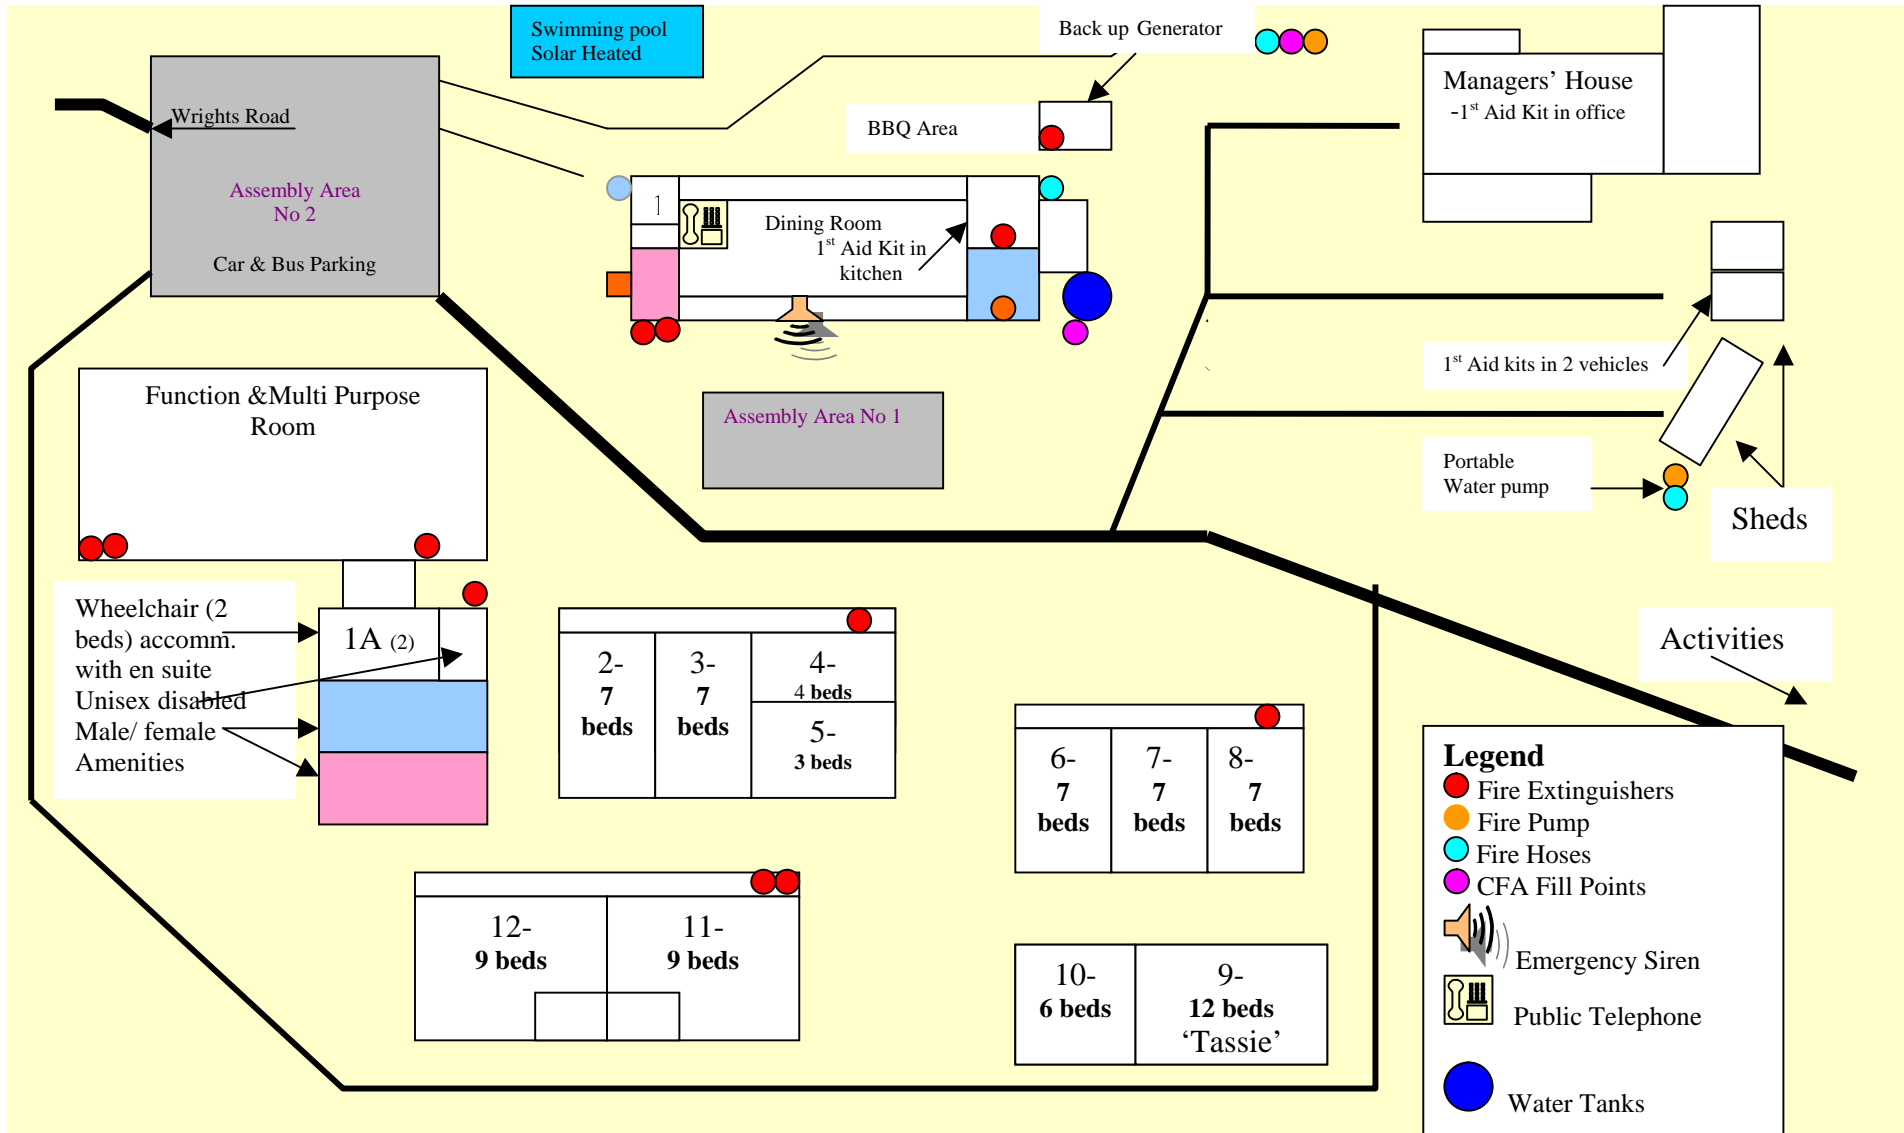 Swimming pool
Solar Heated
Back up Generator
Managers' House
-1st Aid Kit in office
Wrights Road
BBQ Area
Assembly Area
No 2
Car & Bus Parking
1
Dining Room
1st Aid Kit in
kitchen
1st Aid kits in 2 vehicles
Function &Multi Purpose
Room
Assembly Area No 1
Portable
Water pump
Sheds
Wheelchair (2
beds) accomm.
with en suite
Unisex disabled
Male/ female
Amenities
1A (2)
2-
7
beds
3-
7
beds
4-
4 beds
5-
3 beds
Activities
6-
7
beds
7-
7
beds
8-
7
beds
12-
9 beds
11-
9 beds
10-
6 beds
9-
12 beds
‘Tassie’
Legend
Fire Extinguishers
Fire Pump
Fire Hoses
CFA Fill Points
Emergency Siren
Public Telephone
Water Tanks